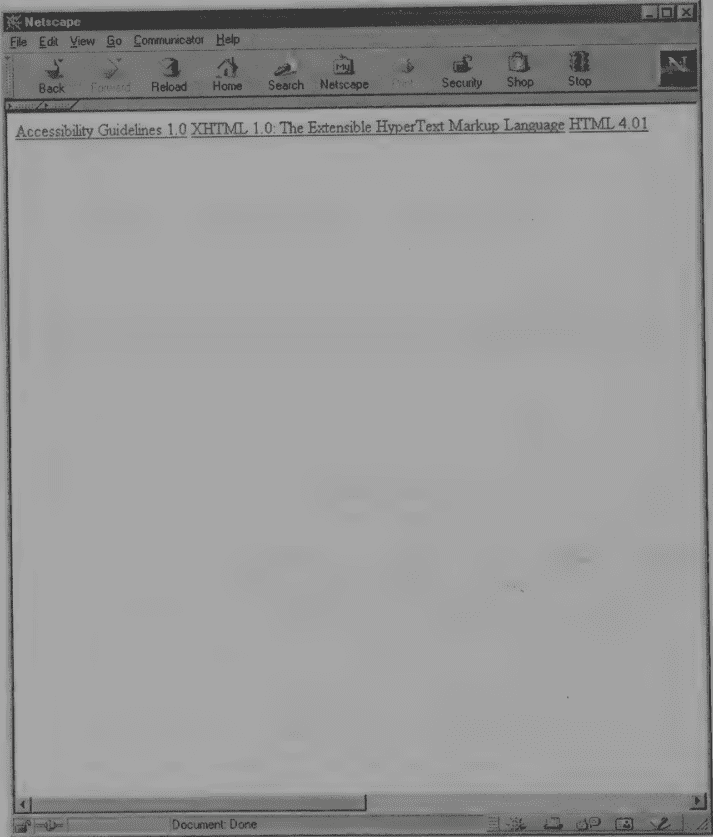 Netscape
File Edit View Go Communicator Help
My
Back Forward Reload Home Search Netscape Print Security Shop Stop
N
Accessibility Guidelines 1.0 XHTML 1.0: The Extensible HyperText Markup Language HTML 4.01
Document: Done